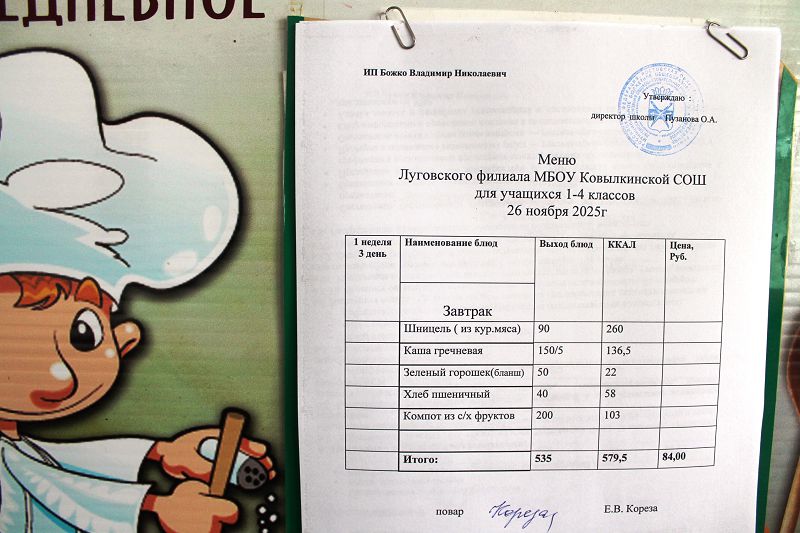 ЕДНЕВНОЕ
ИП Божко Владимир Николаевич
Утверждаю :
директор школы Пузанова О.А.
Меню
Луговского филиала МБОУ Ковылкинской СОШ
для учащихся 1-4 классов
26 ноября 2025г
1 неделя
3 день
Наименование блюд
Выход блюд
ККАЛ
Цена,
Руб.
Завтрак
Шницель ( из кур.мяса) 90 260
Каша гречневая 150/5 136,5
Зеленый горошек(бланш) 50 22
Хлеб пшеничный 40 58
Компот из с/х фруктов 200 103
Итого: 535 579,5 84,00
повар Кореза Е.В. Кореза